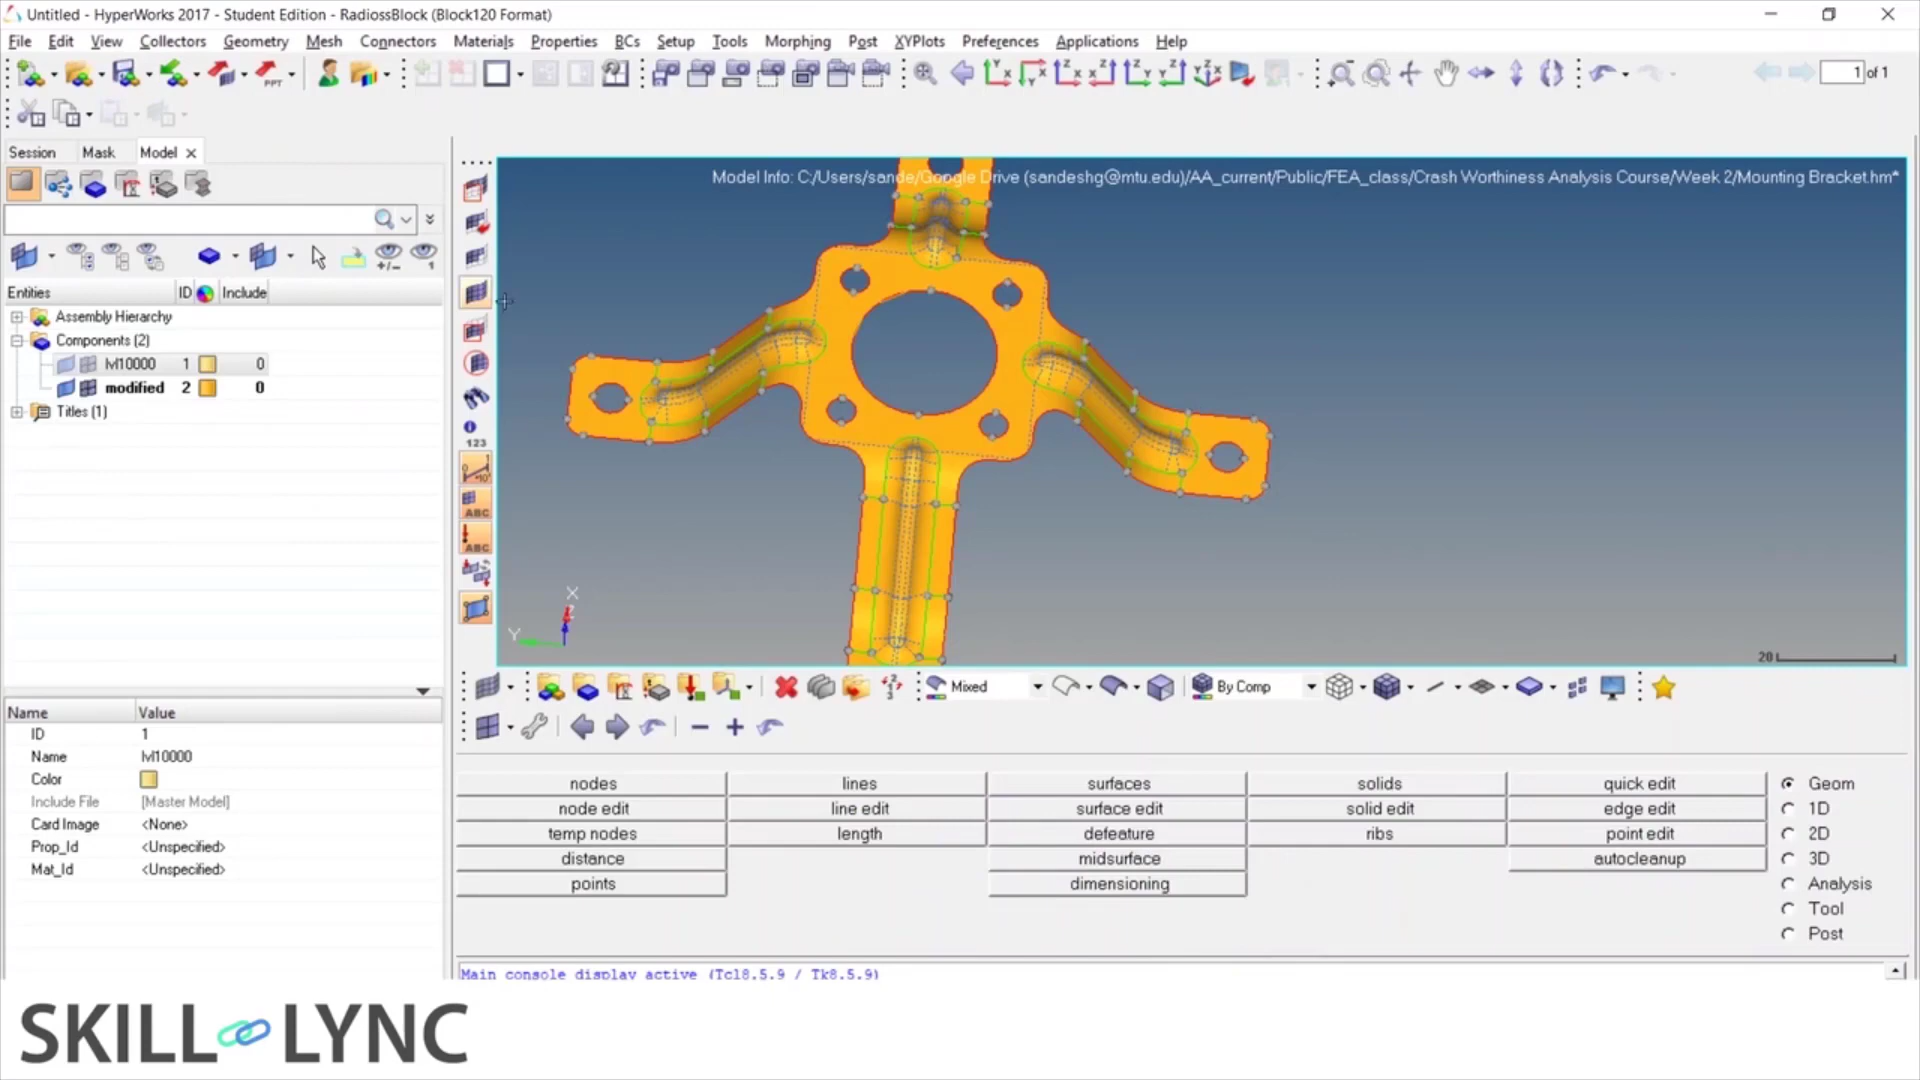 Untitled - HyperWorks 2017 - Student Edition - RadiossBlock (Block120 Format)
File Edit View Collectors Geometry Mesh Connectors Materials Properties BCs Setup Tools Morphing Post XYPlots Preferences Applications Help
1 of 1
Session Mask Model
Entities ID Include
Assembly Hierarchy
Components (2)
lvl10000 1 0
modified 2 0
Titles (1)
Model Info: C:/Users/sande/Google Drive (sandeshg@mtu.edu)/AA_current/Public/FEA_class/Crash Worthiness Analysis Course/Week 2/Mounting Bracket.hm*
123
ABC
ABC
X
Z
Y
20
Mixed By Comp
Name Value
ID 1
Name lvl10000
Color
Include File [Master Model]
Card Image <None>
Prop_Id <Unspecified>
Mat_Id <Unspecified>
nodes lines surfaces solids quick edit Geom
node edit line edit surface edit solid edit edge edit 1D
temp nodes length defeature ribs point edit 2D
distance midsurface autocleanup 3D
points dimensioning Analysis
Tool
Post
Main console display active (Tcl8.5.9 / Tk8.5.9)
SKILL LYNC